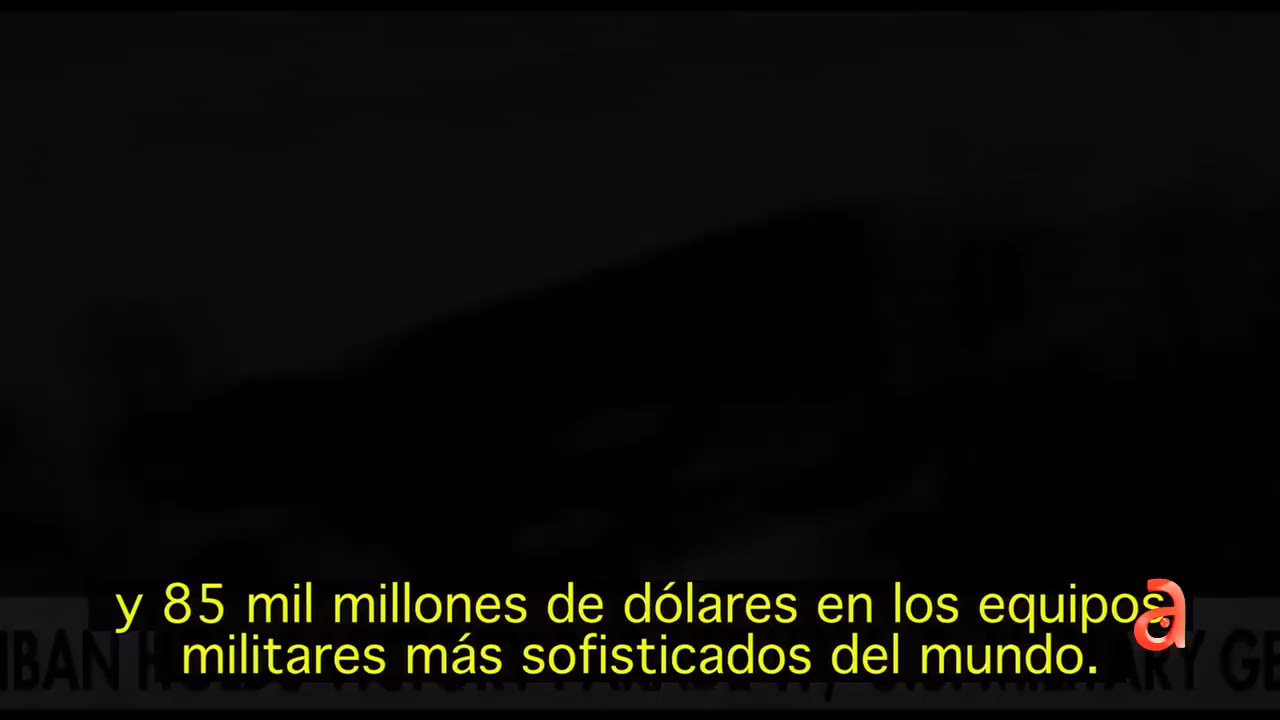 y 85 mil millones de dólares en los equipos
militares más sofisticados del mundo.
a